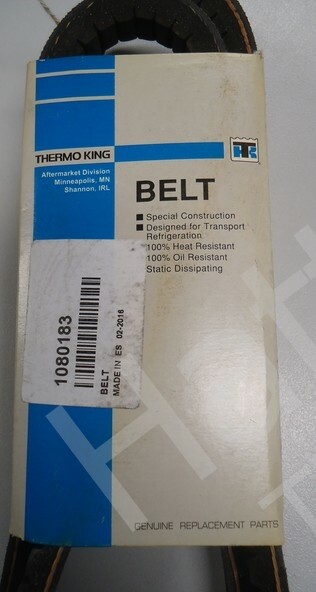 THERMO KING
Aftermarket Division
Minneapolis, MN
Shannon, IRL
TK
BELT
Special Construction
Designed for Transport
Refrigeration
100% Heat Resistant
100% Oil Resistant
Static Dissipating
1080183
BELT
MADE IN ES 02-2016
GENUINE REPLACEMENT PARTS